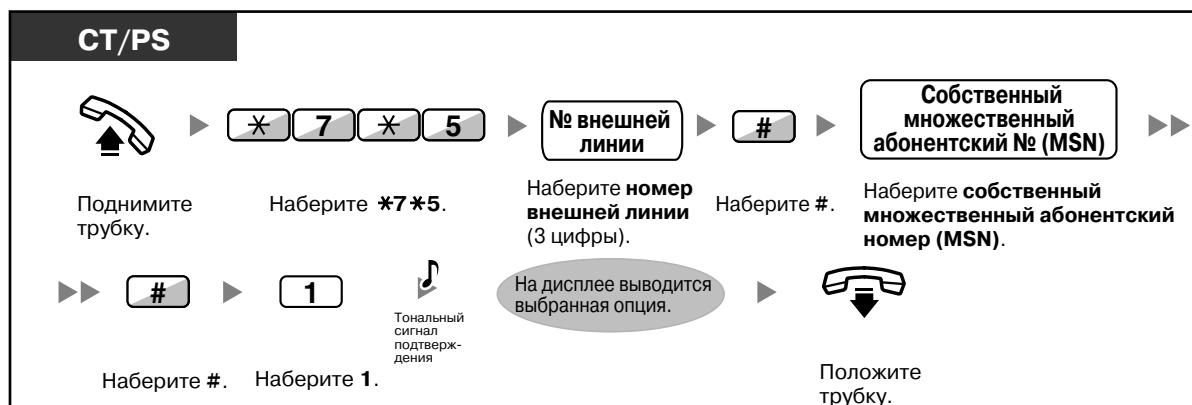 CT/PS
✳ 7 ✳ 5
№ внешней
линии
#
Собственный
множественный
абонентский № (MSN)
Поднимите
трубку.
Наберите ✳7✳5.
Наберите номер
внешней линии
(3 цифры).
Наберите #.
Наберите собственный
множественный абонентский
номер (MSN).
#
1
Тональный
сигнал
подтверж-
дения
На дисплее выводится
выбранная опция.
Наберите #.
Наберите 1.
Положите
трубку.